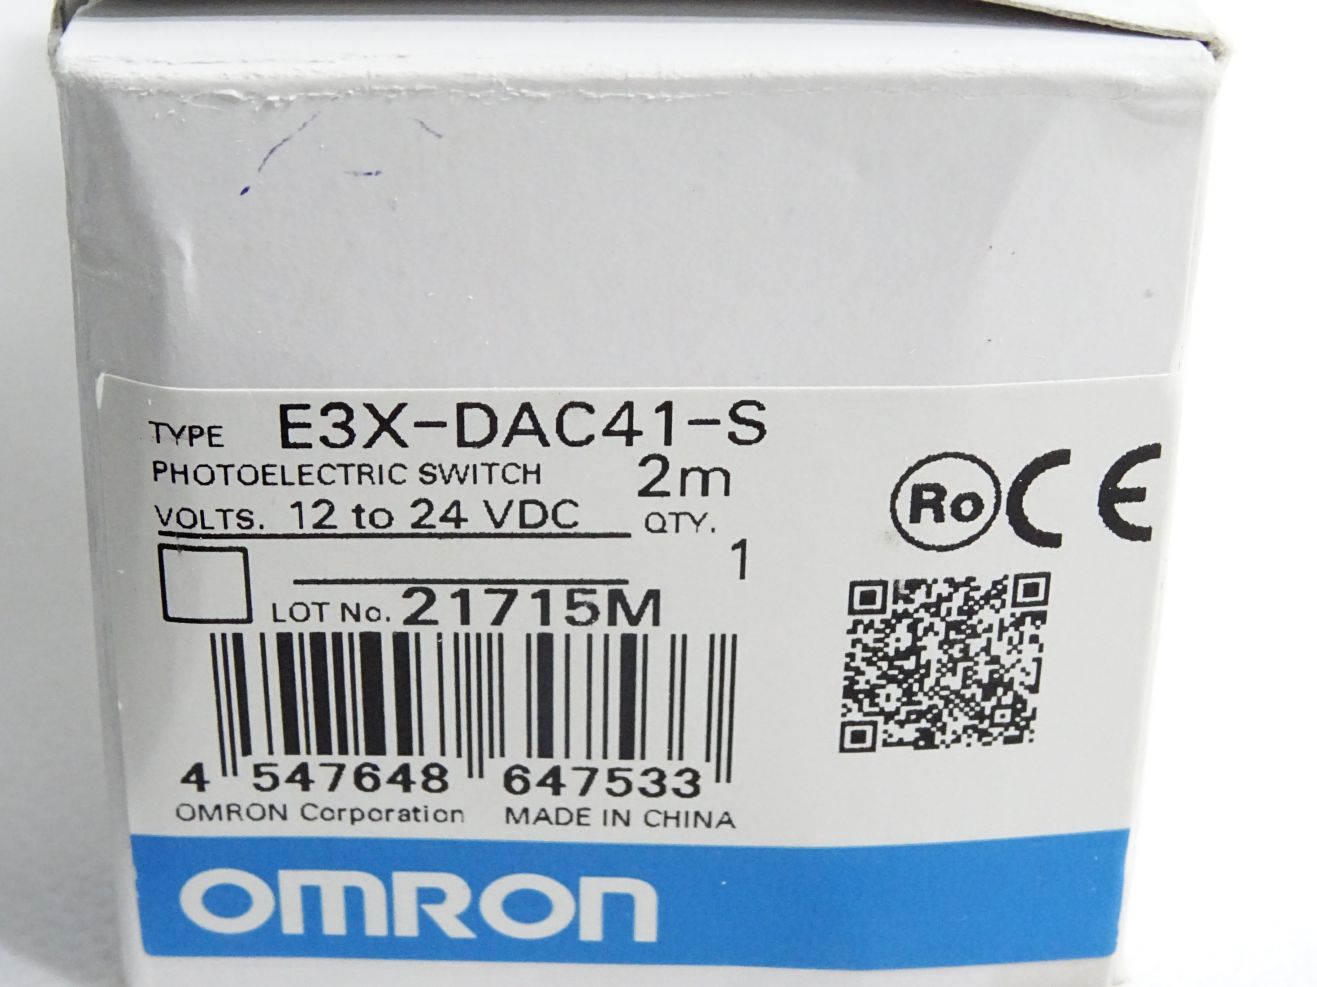 TYPE E3X-DAC41-S
PHOTOELECTRIC SWITCH 2m
VOLTS. 12 to 24 VDC QTY.
1
LOT No. 21715M
4 547648 647533
OMRON Corporation MADE IN CHINA
Ro CE
OMRON